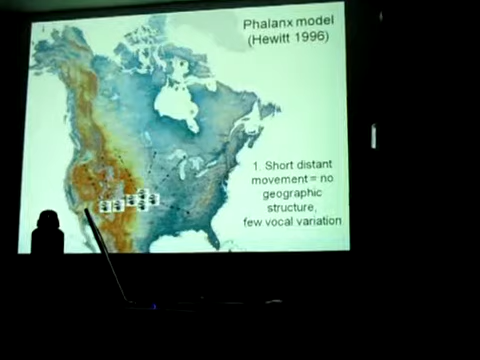 Phalanx model
(Hewitt 1996)
1. Short distant
movement = no
geographic
structure,
few vocal variation